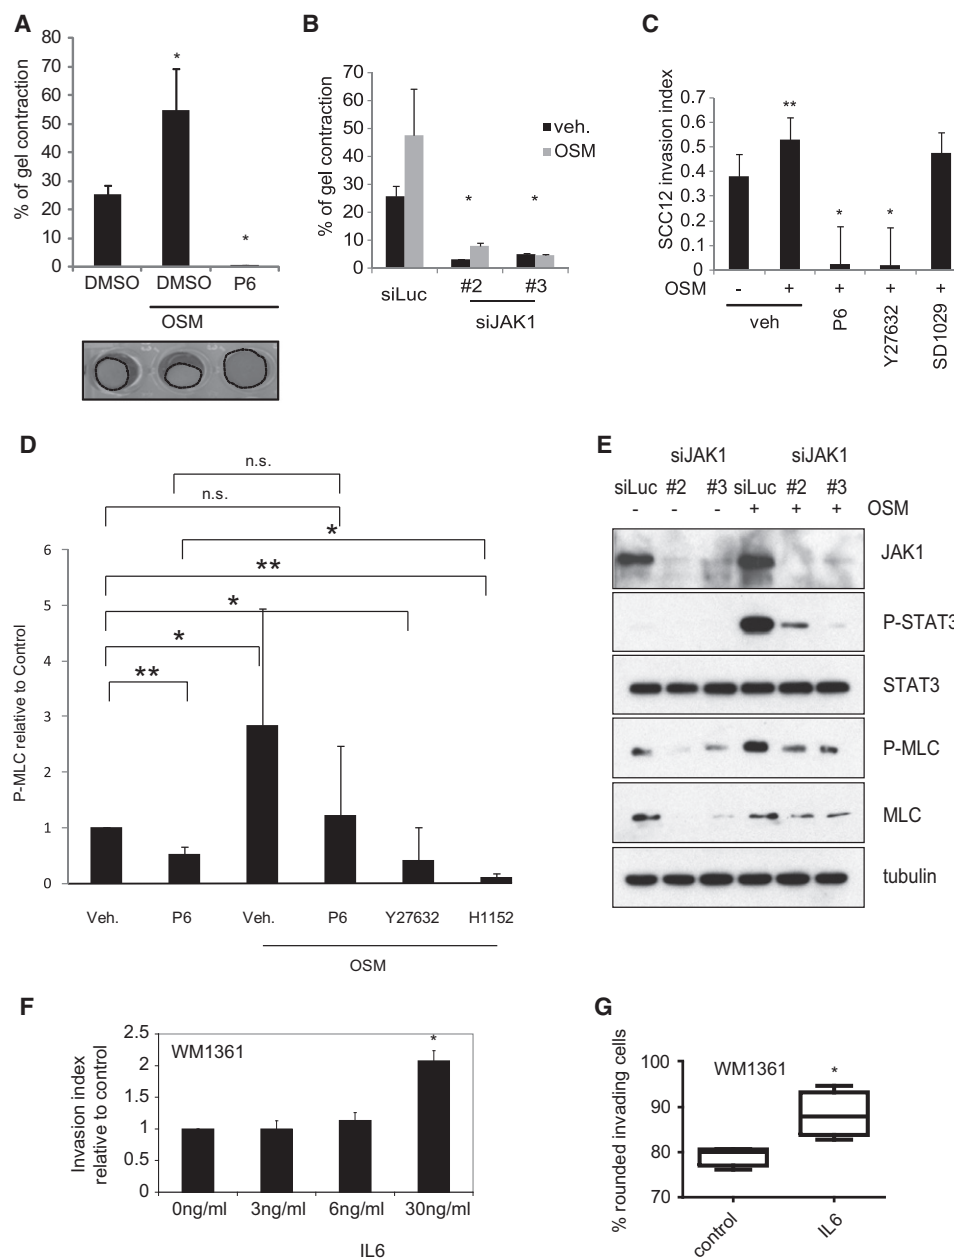 A
80
70
60
50
40
30
20
10
0
% of gel contraction
*
*
DMSO DMSO P6
OSM
B
70
60
50
40
30
20
10
0
% of gel contraction
veh.
OSM
* *
siLuc #2 #3
siJAK1
C
0.7
0.6
0.5
0.4
0.3
0.2
0.1
0
SCC12 invasion index
**
* *
OSM - + + + +
veh P6 Y27632 SD1029
D
n.s.
n.s.
*
**
*
*
**
6
5
4
3
2
1
0
P-MLC relative to Control
Veh. P6 Veh. P6 Y27632 H1152
OSM
E
siJAK1 siJAK1
siLuc #2 #3 siLuc #2 #3
- - - + + + OSM
JAK1
P-STAT3
STAT3
P-MLC
MLC
tubulin
F
2.5
2
1.5
1
0.5
0
Invasion index
relative to control
WM1361
*
0ng/ml 3ng/ml 6ng/ml 30ng/ml
IL6
G
100
90
80
70
% rounded invading cells
WM1361
*
control IL6